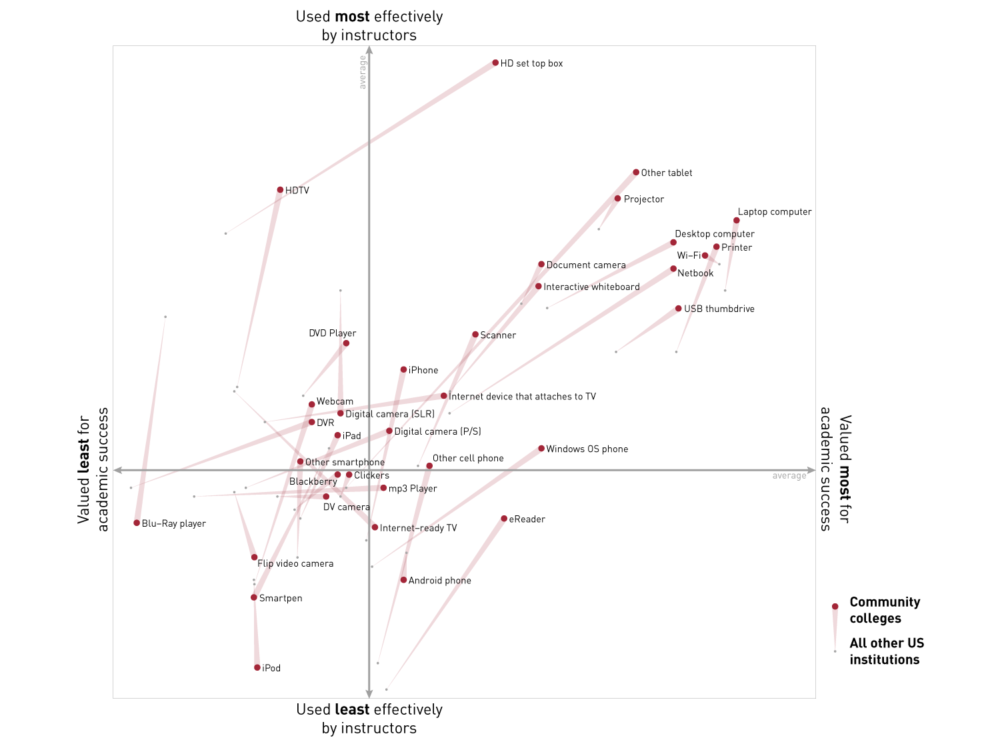 Used most effectively
by instructors
average
HD set top box
Other tablet
HDTV
Projector
Laptop computer
Desktop computer
Printer
Wi–Fi
Document camera
Netbook
Interactive whiteboard
USB thumbdrive
DVD Player
Scanner
iPhone
Internet device that attaches to TV
Webcam
Digital camera (SLR)
DVR
Digital camera (P/S)
iPad
Windows OS phone
Other cell phone
Other smartphone
Blackberry
Clickers
mp3 Player
DV camera
eReader
Blu–Ray player
Internet–ready TV
Flip video camera
Android phone
Smartpen
iPod
Valued least for
academic success
average
Valued most for
academic success
Community
colleges
All other US
institutions
Used least effectively
by instructors